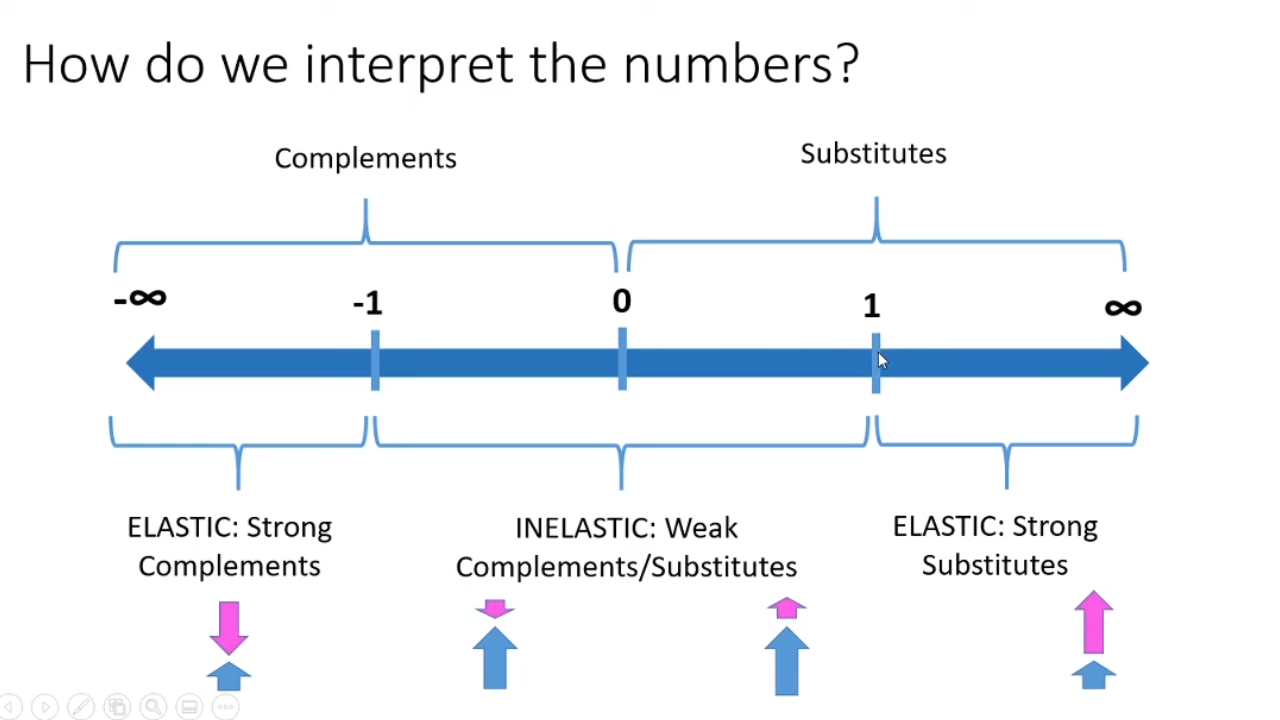 How do we interpret the numbers?
Complements
Substitutes
-∞
-1
0
1
∞
ELASTIC: Strong
Complements
INELASTIC: Weak
Complements/Substitutes
ELASTIC: Strong
Substitutes